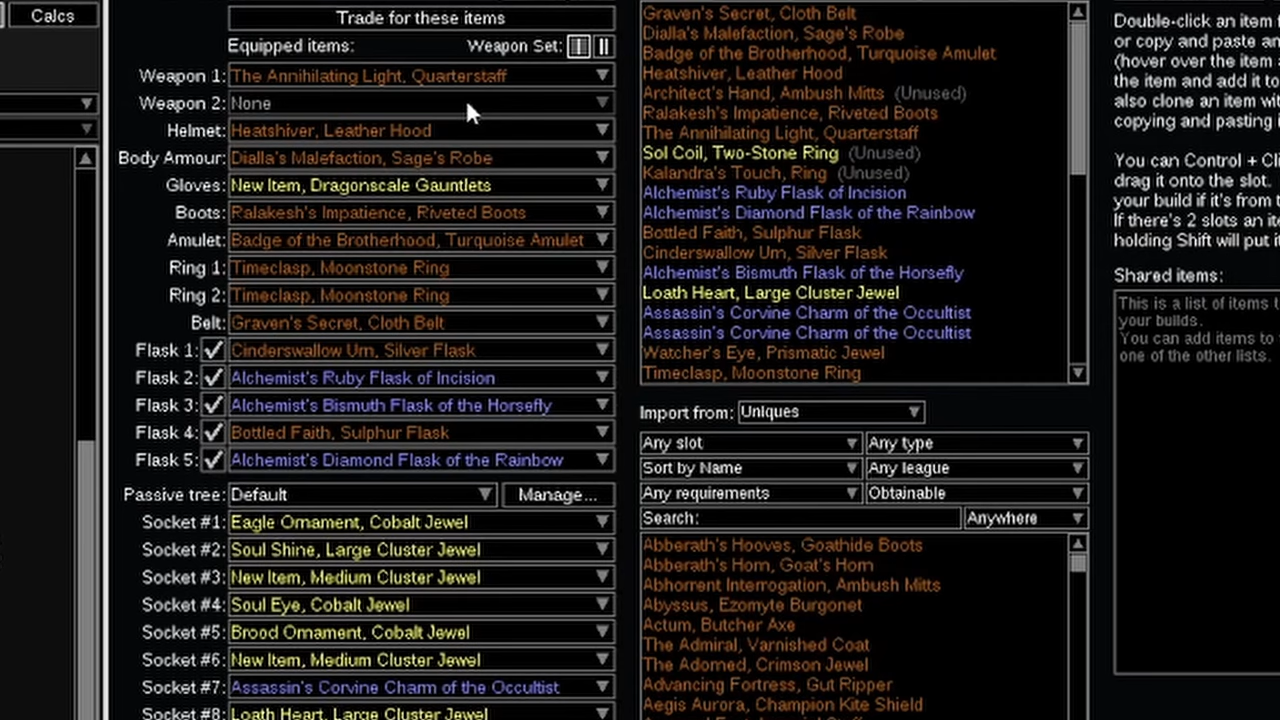 Calcs
Trade for these items
Equipped items: Weapon Set:
Weapon 1: The Annihilating Light, Quarterstaff
Weapon 2: None
Helmet: Heatshiver, Leather Hood
Body Armour: Dialla's Malefaction, Sage's Robe
Gloves: New Item, Dragonscale Gauntlets
Boots: Ralakesh's Impatience, Riveted Boots
Amulet: Badge of the Brotherhood, Turquoise Amulet
Ring 1: Timeclasp, Moonstone Ring
Ring 2: Timeclasp, Moonstone Ring
Belt: Graven's Secret, Cloth Belt
Flask 1: Cinderswallow Urn, Silver Flask
Flask 2: Alchemist's Ruby Flask of Incision
Flask 3: Alchemist's Bismuth Flask of the Horsefly
Flask 4: Bottled Faith, Sulphur Flask
Flask 5: Alchemist's Diamond Flask of the Rainbow
Passive tree: Default Manage...
Socket #1: Eagle Ornament, Cobalt Jewel
Socket #2: Soul Shine, Large Cluster Jewel
Socket #3: New Item, Medium Cluster Jewel
Socket #4: Soul Eye, Cobalt Jewel
Socket #5: Brood Ornament, Cobalt Jewel
Socket #6: New Item, Medium Cluster Jewel
Socket #7: Assassin's Corvine Charm of the Occultist
Socket #8: Loath Heart, Large Cluster Jewel
Graven's Secret, Cloth Belt
Dialla's Malefaction, Sage's Robe
Badge of the Brotherhood, Turquoise Amulet
Heatshiver, Leather Hood
Architect's Hand, Ambush Mitts (Unused)
Ralakesh's Impatience, Riveted Boots
The Annihilating Light, Quarterstaff
Sol Coil, Two-Stone Ring (Unused)
Kalandra's Touch, Ring (Unused)
Alchemist's Ruby Flask of Incision
Alchemist's Diamond Flask of the Rainbow
Bottled Faith, Sulphur Flask
Cinderswallow Urn, Silver Flask
Alchemist's Bismuth Flask of the Horsefly
Loath Heart, Large Cluster Jewel
Assassin's Corvine Charm of the Occultist
Assassin's Corvine Charm of the Occultist
Watcher's Eye, Prismatic Jewel
Timeclasp, Moonstone Ring
Import from: Uniques
Any slot Any type
Sort by Name Any league
Any requirements Obtainable
Search: Anywhere
Abberath's Hooves, Goathide Boots
Abberath's Horn, Goat's Horn
Abhorrent Interrogation, Ambush Mitts
Abyssus, Ezomyte Burgonet
Actum, Butcher Axe
The Admiral, Varnished Coat
The Adorned, Crimson Jewel
Advancing Fortress, Gut Ripper
Aegis Aurora, Champion Kite Shield
Double-click an item
or copy and paste an
(hover over the item
the item and add it to
also clone an item wit
copying and pasting i
You can Control + Cli
drag it onto the slot.
your build if it's from t
If there's 2 slots an it
holding Shift will put i
Shared items:
This is a list of items
your builds.
You can add items to
one of the other lists.